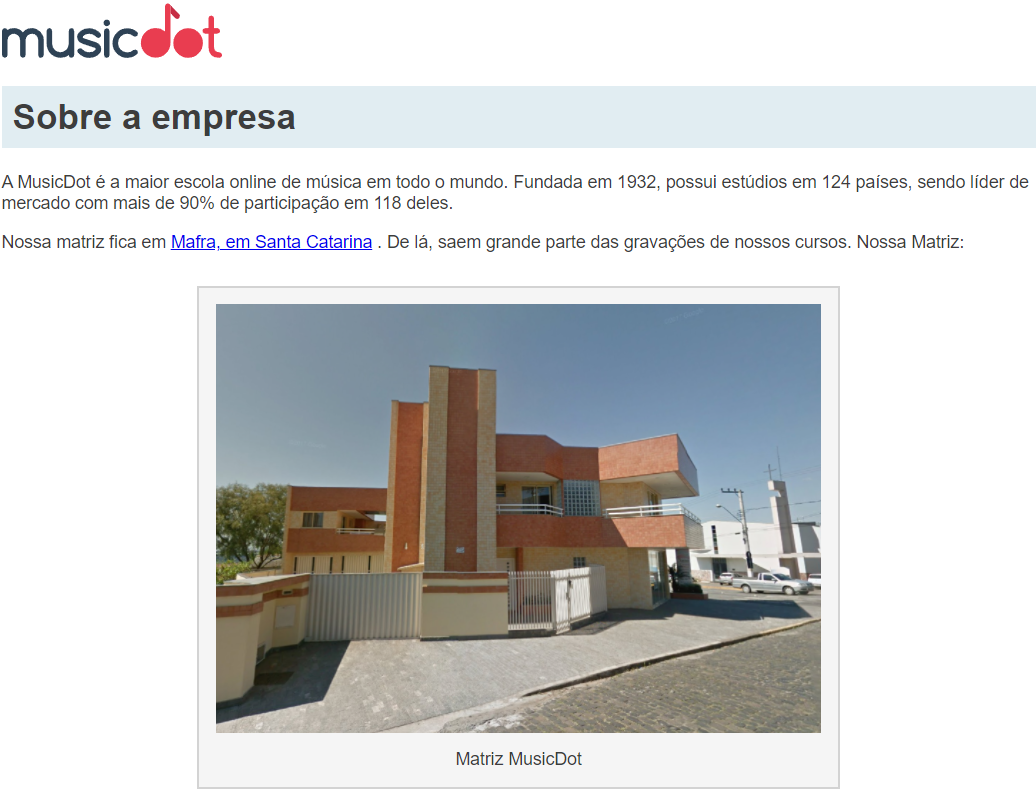 musicdot
Sobre a empresa
A MusicDot é a maior escola online de música em todo o mundo. Fundada em 1932, possui estúdios em 124 países, sendo líder de
mercado com mais de 90% de participação em 118 deles.
Nossa matriz fica em Mafra, em Santa Catarina . De lá, saem grande parte das gravações de nossos cursos. Nossa Matriz:
Matriz MusicDot